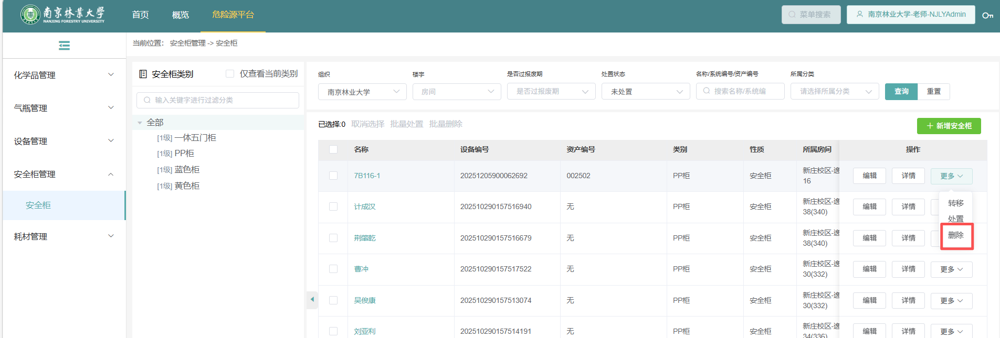 南京林業大學
NANJING FORESTRY UNIVERSITY
首页
概览
危险源平台
菜单搜索
南京林业大学-老师-NJLYAdmin
当前位置： 安全柜管理 -> 安全柜
化学品管理
气瓶管理
设备管理
安全柜管理
安全柜
耗材管理
安全柜类别
仅查看当前类别
输入关键字进行过滤分类
全部
[1级] 一体五门柜
[1级] PP柜
[1级] 蓝色柜
[1级] 黄色柜
组织
楼宇
是否过报废期
处置状态
名称/系统编号/资产编号
所属分类
南京林业大学
房间
是否过报废期
未处置
搜索名称/系统编
请选择所属分类
查询
重置
已选择:0 取消选择 批量处置 批量删除
+ 新增安全柜
名称 设备编号 资产编号 类别 性质 所属房间 操作
7B116-1 20251205900062692 002502 PP柜 安全柜 新庄校区-逸
16
编辑 详情 更多
转移
处置
删除
计成汉 202510290157516940 无 PP柜 安全柜 新庄校区-逸
38(340)
编辑 详情
荆肇乾 202510290157516679 无 PP柜 安全柜 新庄校区-逸
38(340)
编辑 详情
曹冲 202510290157517522 无 PP柜 安全柜 新庄校区-逸
30(332)
编辑 详情 更多
吴俊康 202510290157513074 无 PP柜 安全柜 新庄校区-逸
30(332)
编辑 详情 更多
刘亚利 202510290157514191 无 PP柜 安全柜 新庄校区-逸
34(336)
编辑 详情 更多